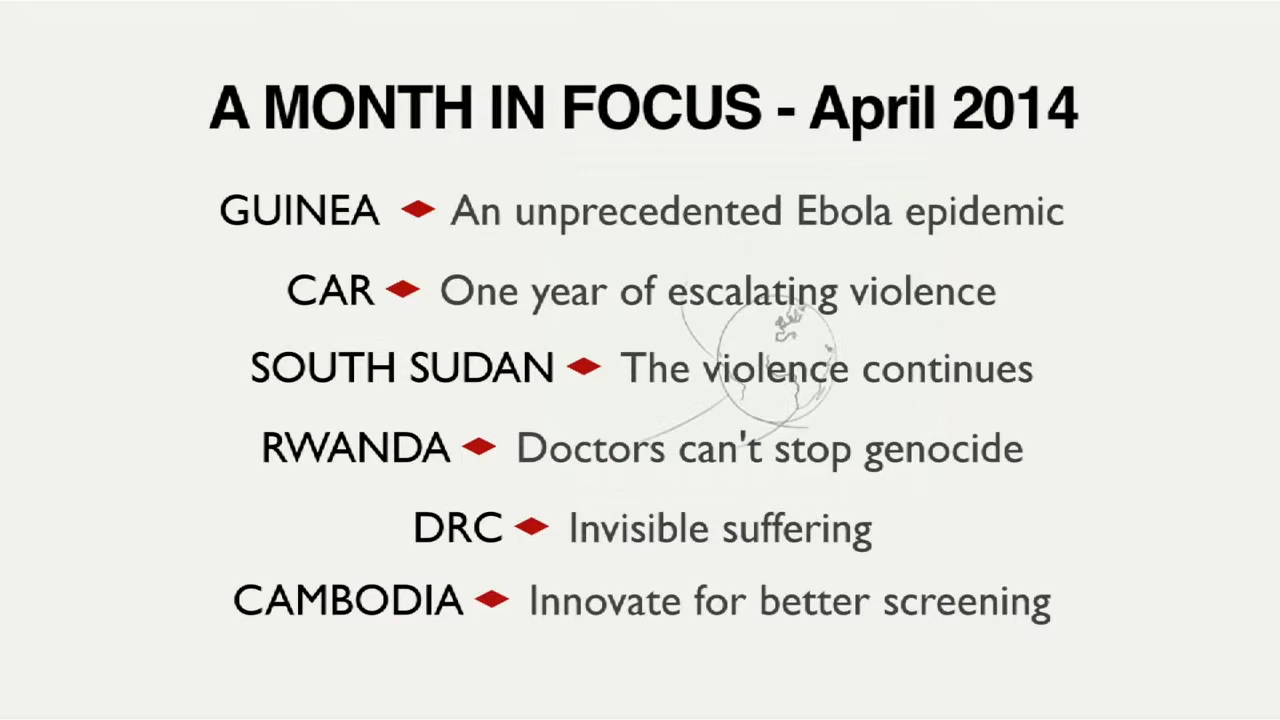 A MONTH IN FOCUS - April 2014
GUINEA ♦ An unprecedented Ebola epidemic
CAR ♦ One year of escalating violence
SOUTH SUDAN ♦ The violence continues
RWANDA ♦ Doctors can't stop genocide
DRC ♦ Invisible suffering
CAMBODIA ♦ Innovate for better screening